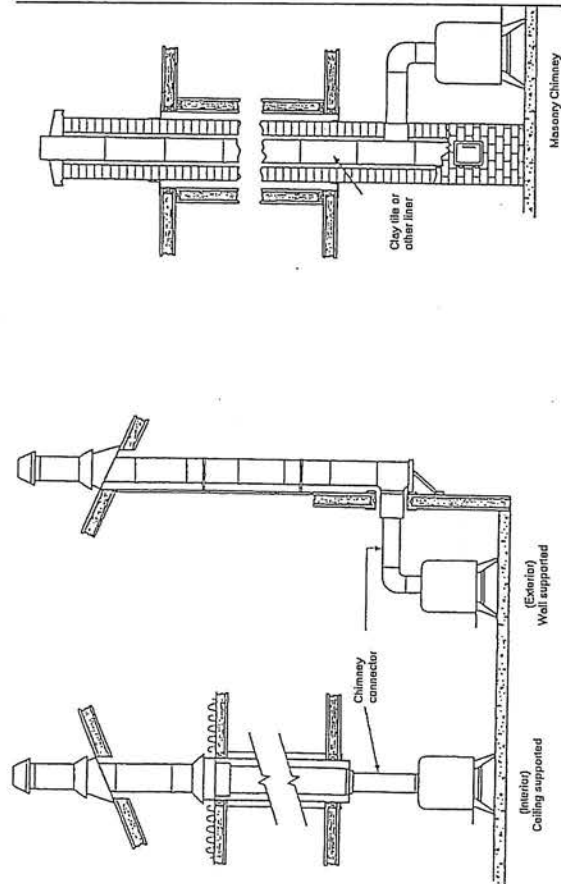 Chimney
connector
(Interior)
Ceiling supported
(Exterior)
Wall supported
Clay tile or
other liner
Masonry Chimney